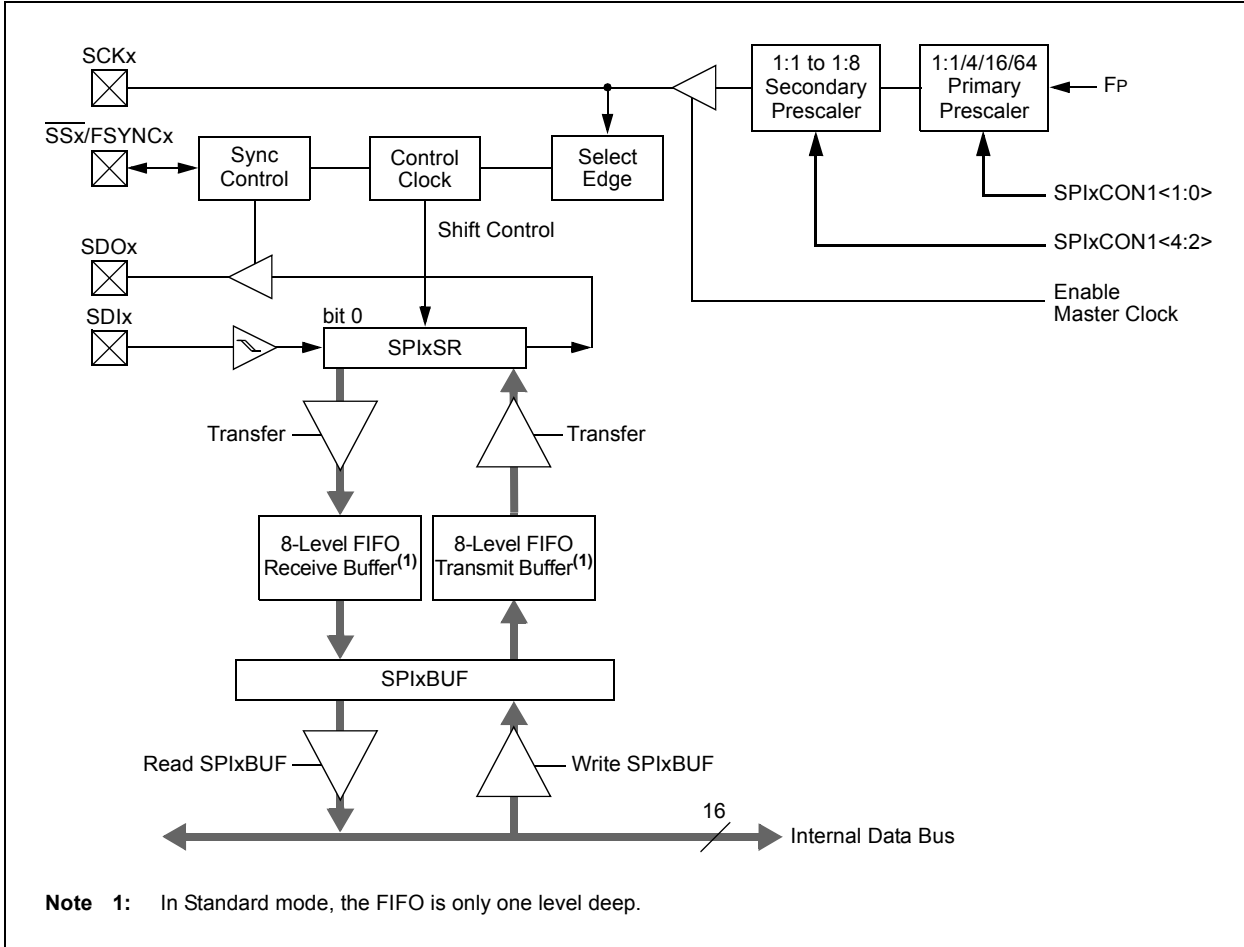 SCKx
1:1 to 1:8
Secondary
Prescaler
1:1/4/16/64
Primary
Prescaler
FP
SSx/FSYNCx
Sync
Control
Control
Clock
Select
Edge
SPIxCON1<1:0>
Shift Control
SPIxCON1<4:2>
SDOx
Enable
Master Clock
SDIx
bit 0
SPIxSR
Transfer
Transfer
8-Level FIFO
Receive Buffer(1)
8-Level FIFO
Transmit Buffer(1)
SPIxBUF
Read SPIxBUF
Write SPIxBUF
16
Internal Data Bus
Note 1: In Standard mode, the FIFO is only one level deep.